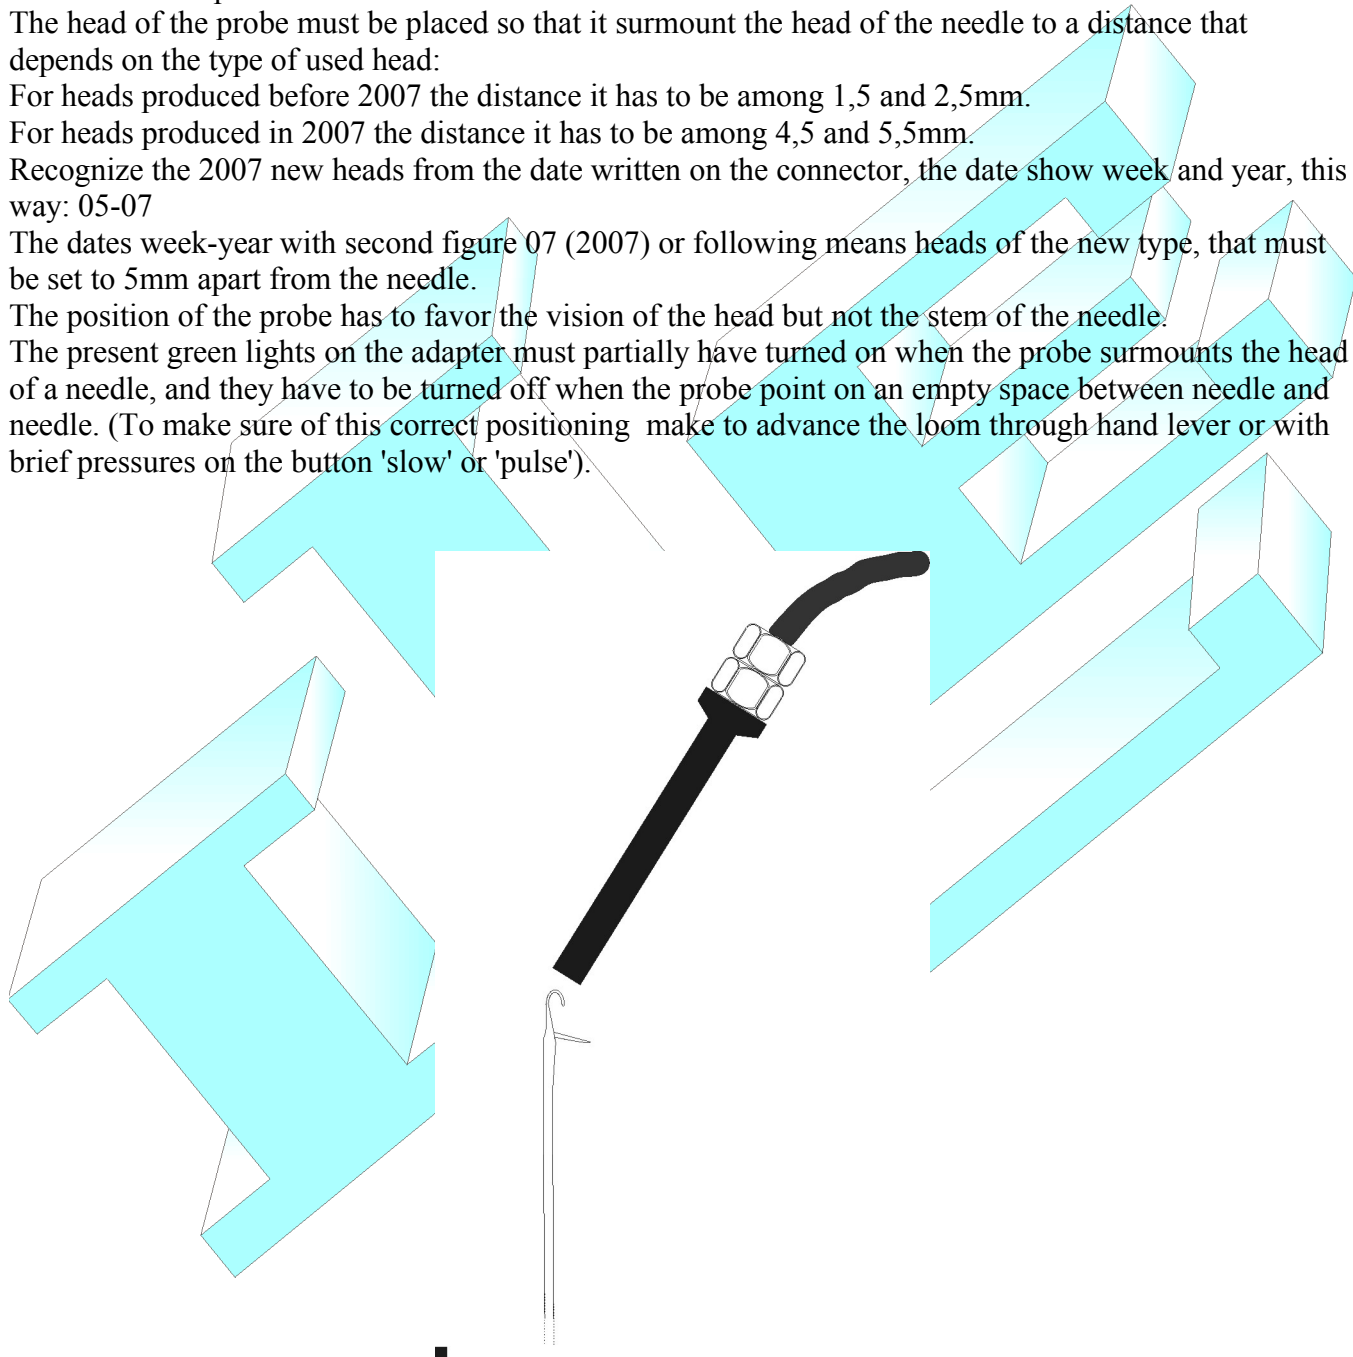 The head of the probe must be placed so that it surmount the head of the needle to a distance that
depends on the type of used head:
For heads produced before 2007 the distance it has to be among 1,5 and 2,5mm.
For heads produced in 2007 the distance it has to be among 4,5 and 5,5mm.
Recognize the 2007 new heads from the date written on the connector, the date show week and year, this
way: 05-07
The dates week-year with second figure 07 (2007) or following means heads of the new type, that must
be set to 5mm apart from the needle.
The position of the probe has to favor the vision of the head but not the stem of the needle.
The present green lights on the adapter must partially have turned on when the probe surmounts the head
of a needle, and they have to be turned off when the probe point on an empty space between needle and
needle. (To make sure of this correct positioning  make to advance the loom through hand lever or with
brief pressures on the button 'slow' or 'pulse').